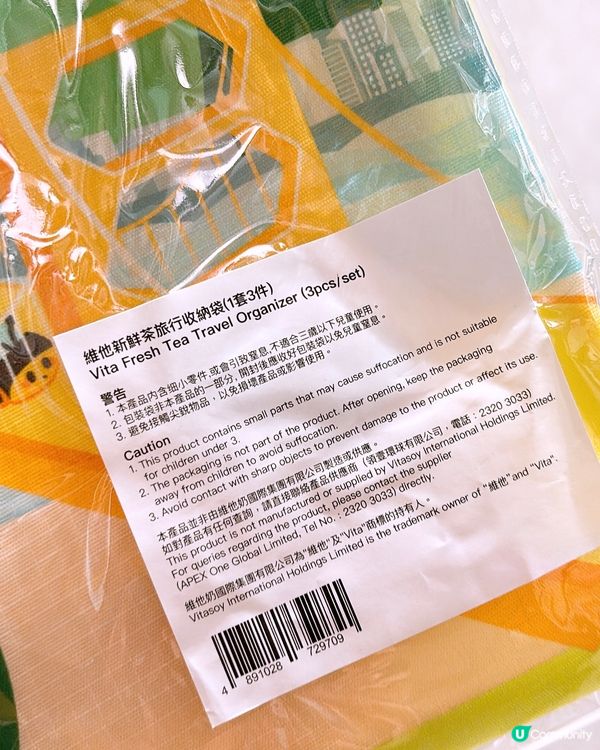 維他新鮮茶旅行收納袋(1套3件)
Vita Fresh Tea Travel Organizer (3pcs/set)
警告
1. 本產品內含細小零件,或會引致窒息,不適合三歲以下兒童使用。
2. 包裝袋非本產品的一部分,開封後應收好包裝袋以免兒童窒息。
3. 避免接觸尖銳物品,以免損壞產品或影響使用。
Caution
1. This product contains small parts that may cause suffocation and is not suitable
for children under 3.
2. The packaging is not part of the product. After opening, keep the packaging
away from children to avoid suffocation.
3. Avoid contact with sharp objects to prevent damage to the product or affect its use.
本產品並非由維他奶國際集團有限公司製造或供應。
如對產品有任何查詢,請直接聯絡產品供應商 (領壹環球有限公司,電話:2320 3033)
This product is not manufactured or supplied by Vitasoy International Holdings Limited.
For queries regarding the product, please contact the supplier
(APEX One Global Limited, Tel No.: 2320 3033) directly.
維他奶國際集團有限公司為"維他"及"Vita"商標的持有人。
Vitasoy International Holdings Limited is the trademark owner of "維他"and "Vita".
4 891028 729709
U Community